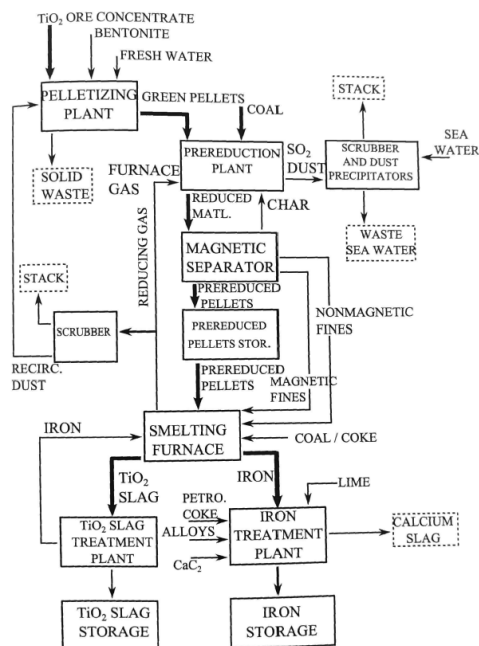 TiO2 ORE CONCENTRATE
BENTONITE
FRESH WATER
PELLETIZING
PLANT
GREEN PELLETS
COAL
STACK
SEA
WATER
SOLID
WASTE
FURNACE
GAS
PREREDUCTION
PLANT
SO2
DUST
SCRUBBER
AND DUST
PRECIPITATORS
REDUCED
MATL.
CHAR
WASTE
SEA WATER
MAGNETIC
SEPARATOR
REDUCING GAS
STACK
PREREDUCED
PELLETS
NONMAGNETIC
FINES
SCRUBBER
PREREDUCED
PELLETS STOR.
RECIRC.
DUST
PREREDUCED
PELLETS
MAGNETIC
FINES
IRON
SMELTING
FURNACE
COAL / COKE
TiO2
SLAG
IRON
PETRO.
COKE
LIME
TiO2 SLAG
TREATMENT
PLANT
ALLOYS
CaC2
IRON
TREATMENT
PLANT
CALCIUM
SLAG
TiO2 SLAG
STORAGE
IRON
STORAGE